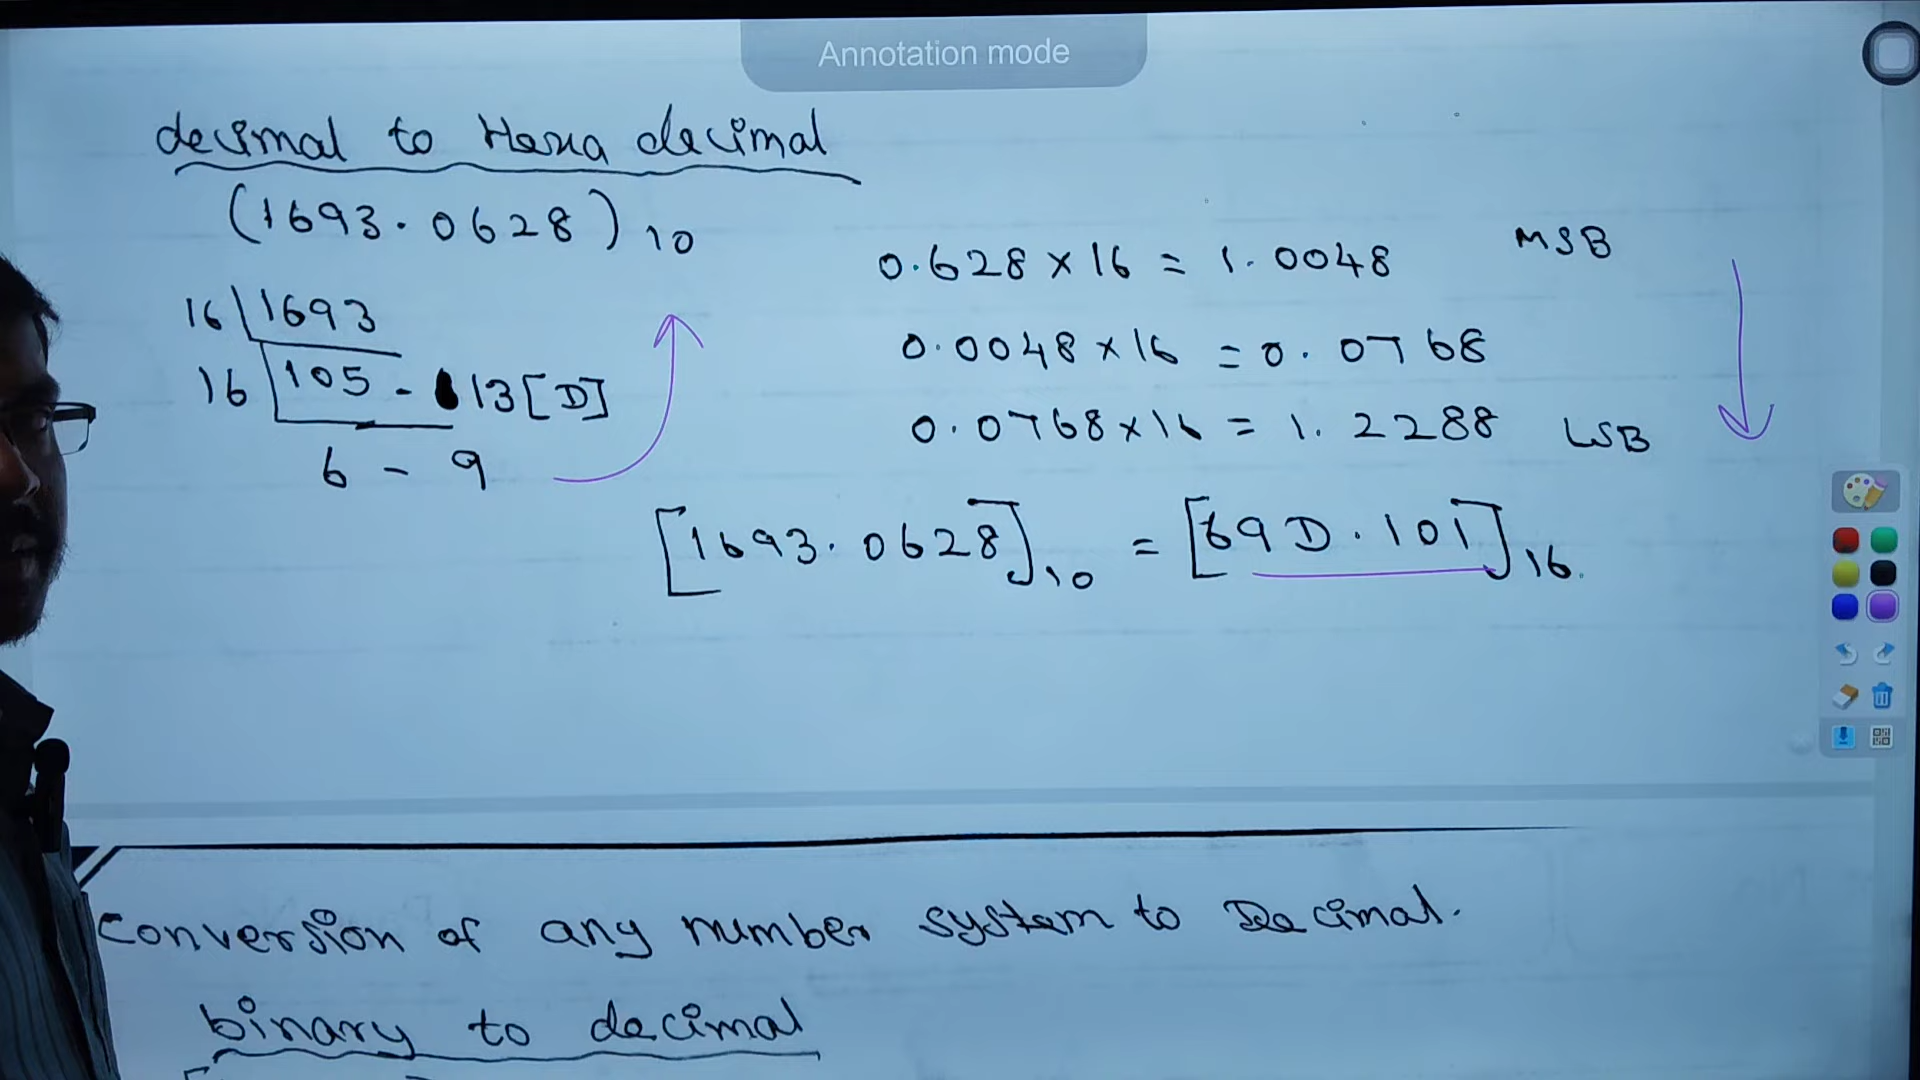 Annotation mode
decimal to Hexa decimal
(1693.0628)10
16 | 1693
16 | 105 - 13 [D]
6 - 9
0.628 × 16 = 1.0048 MSB
0.0048 × 16 = 0.0768
0.0768 × 16 = 1.2288 LSB
[1693.0628]10 = [69D.101]16.
Conversion of any number system to Decimal.
binary to decimal